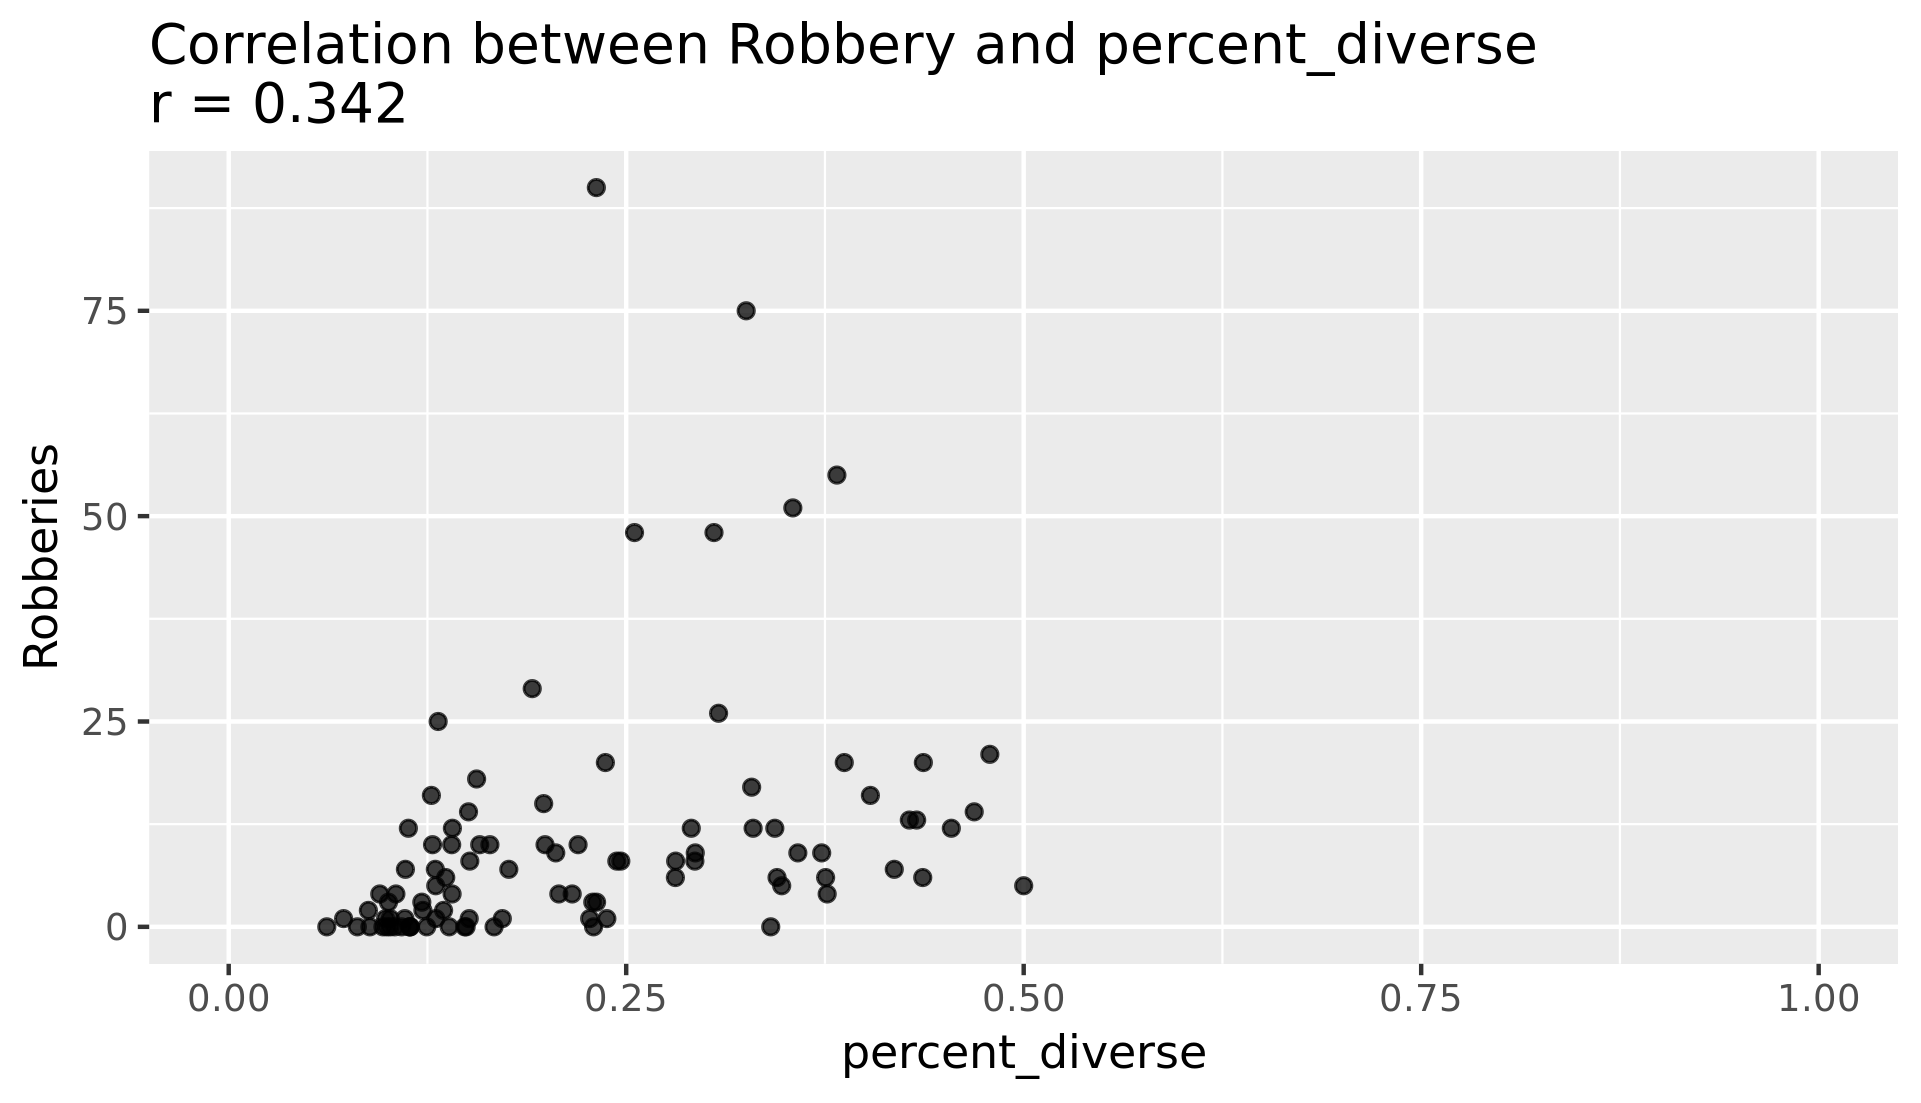 Correlation between Robbery and percent_diverse
r = 0.342
Robberies
75
50
25
0
0.00 0.25 0.50 0.75 1.00
percent_diverse